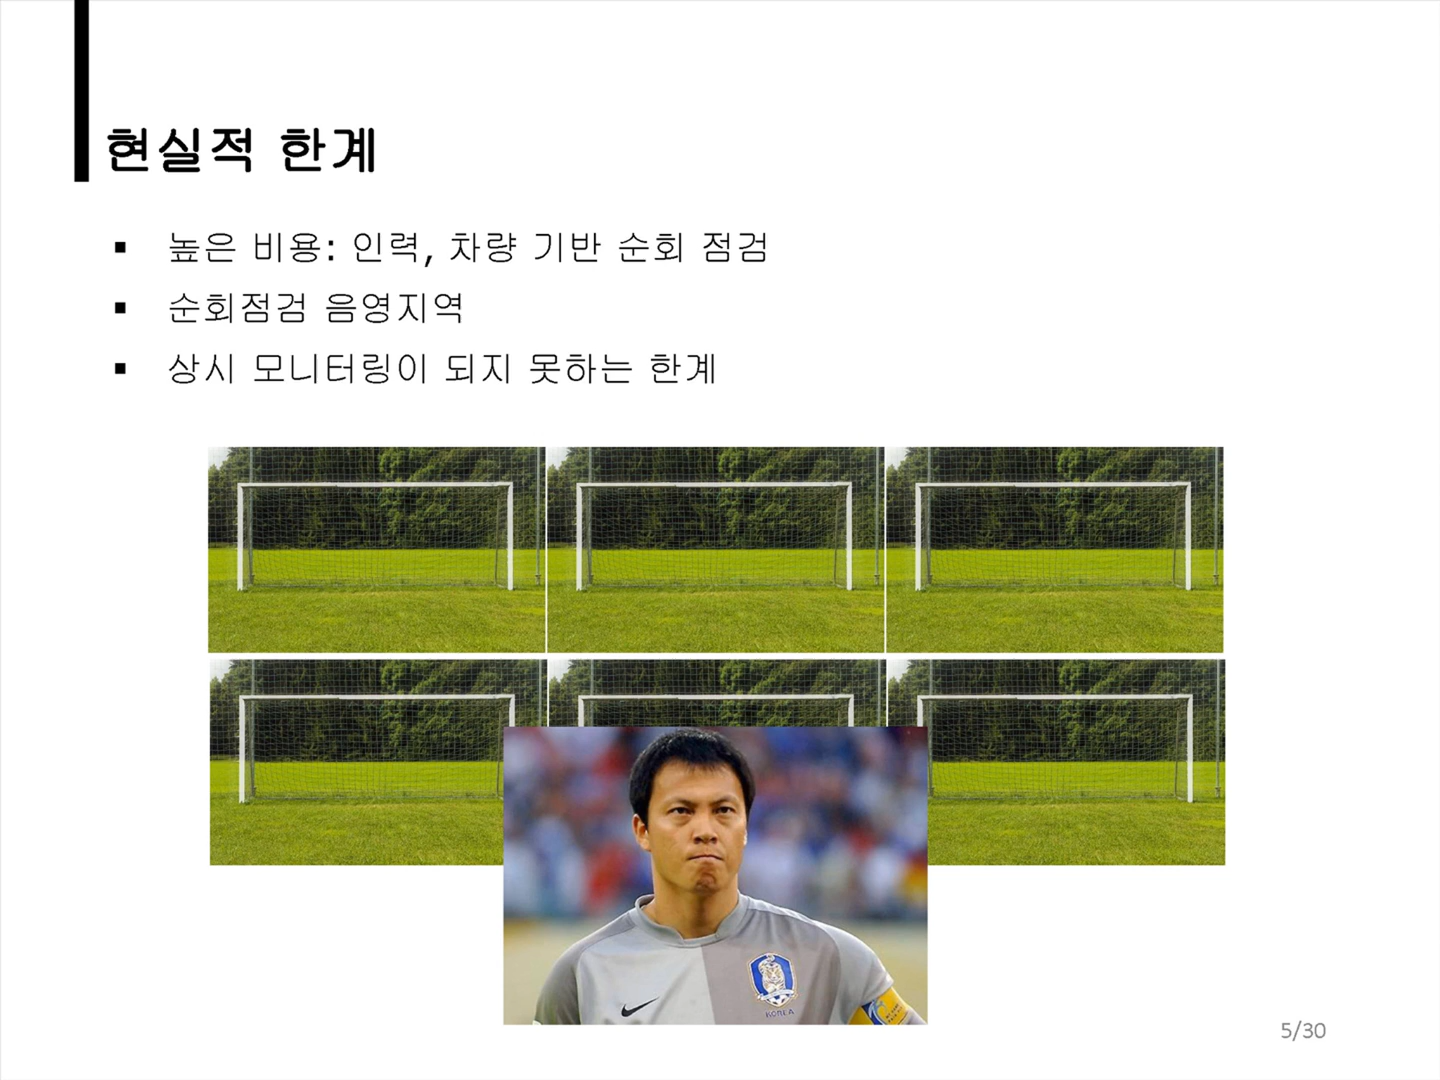 현실적 한계
▪ 높은 비용: 인력, 차량 기반 순회 점검
▪ 순회점검 음영지역
▪ 상시 모니터링이 되지 못하는 한계
KOREA
5/30